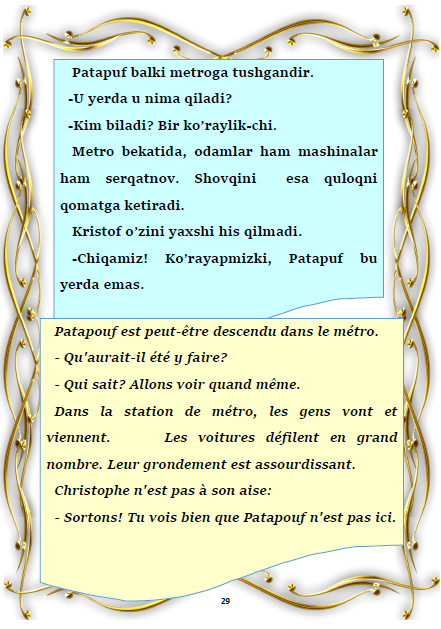 Patapuf balki metroga tushgandir.
-U yerda u nima qiladi?
-Kim biladi? Bir ko’raylik-chi.
Metro bekatida, odamlar ham mashinalar
ham serqatnov. Shovqini esa quloqni
qomatga ketiradi.
Kristof o’zini yaxshi his qilmadi.
-Chiqamiz! Ko’rayapmizki, Patapuf bu
yerda emas.
Patapouf est peut-être descendu dans le métro.
- Qu'aurait-il été y faire?
- Qui sait? Allons voir quand même.
Dans la station de métro, les gens vont et
viennent. Les voitures défilent en grand
nombre. Leur grondement est assourdissant.
Christophe n'est pas à son aise:
- Sortons! Tu vois bien que Patapouf n'est pas ici.
29